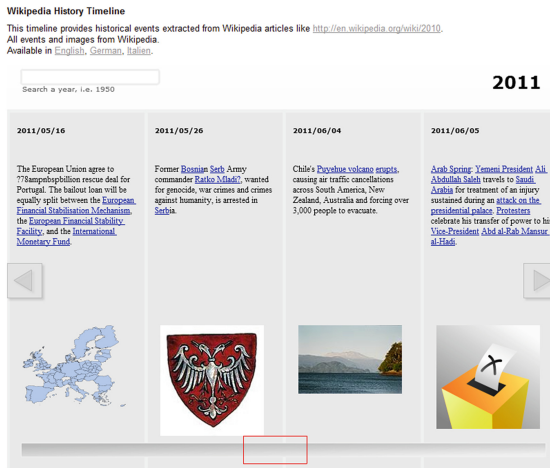 Wikipedia History Timeline
This timeline provides historical events extracted from Wikipedia articles like http://en.wikipedia.org/wiki/2010.
All events and images from Wikipedia.
Available in English, German, Italien.
Search a year, i.e. 1950
2011
2011/05/16
The European Union agree to
?78ampnbspbillion rescue deal for
Portugal. The bailout loan will be
equally split between the European
Financial Stabilisation Mechanism,
the European Financial Stability
Facility, and the International
Monetary Fund.
2011/05/26
Former Bosnian Serb Army
commander Ratko Mladi?, wanted
for genocide, war crimes and crimes
against humanity, is arrested in
Serbia.
2011/06/04
Chile's Puyehue volcano erupts,
causing air traffic cancellations
across South America, New
Zealand, Australia and forcing over
3,000 people to evacuate.
2011/06/05
Arab Spring: Yemeni President Ali
Abdullah Saleh travels to Saudi
Arabia for treatment of an injury
sustained during an attack on the
presidential palace. Protesters
celebrate his transfer of power to his
Vice-President Abd al-Rab Mansur
al-Hadi.